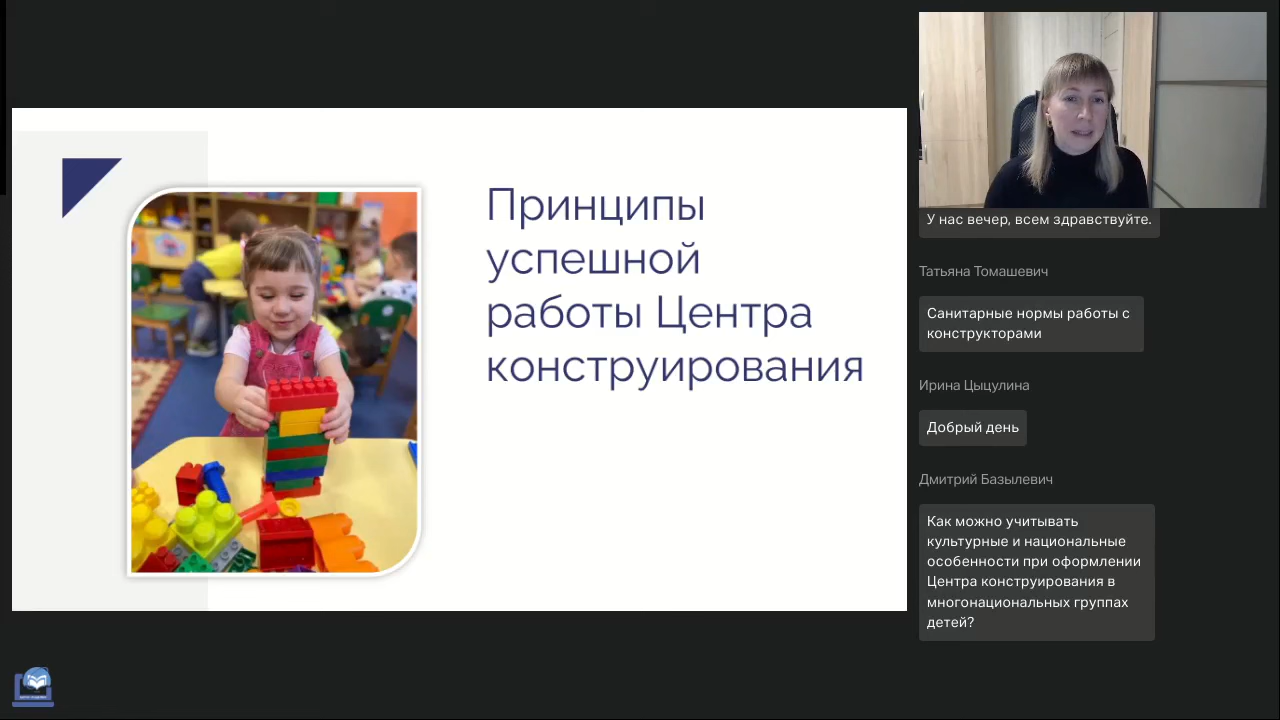 Принципы
успешной
работы Центра
конструирования
У нас вечер, всем здравствуйте.
Татьяна Томашевич
Санитарные нормы работы с
конструкторами
Ирина Цыцулина
Добрый день
Дмитрий Базылевич
Как можно учитывать
культурные и национальные
особенности при оформлении
Центра конструирования в
многонациональных группах
детей?